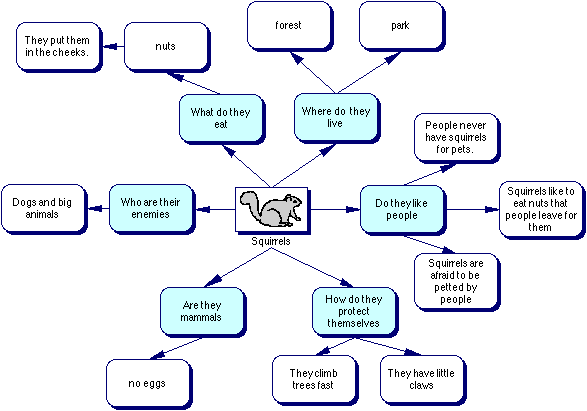 They put them
in the cheeks.
nuts
forest
park
What do they
eat
Where do they
live
People never
have squirrels
for pets.
Dogs and big
animals
Who are their
enemies
Squirrels
Do they like
people
Squirrels like to
eat nuts that
people leave for
them
Squirrels are
afraid to be
petted by
people
Are they
mammals
How do they
protect
themselves
no eggs
They climb
trees fast
They have little
claws